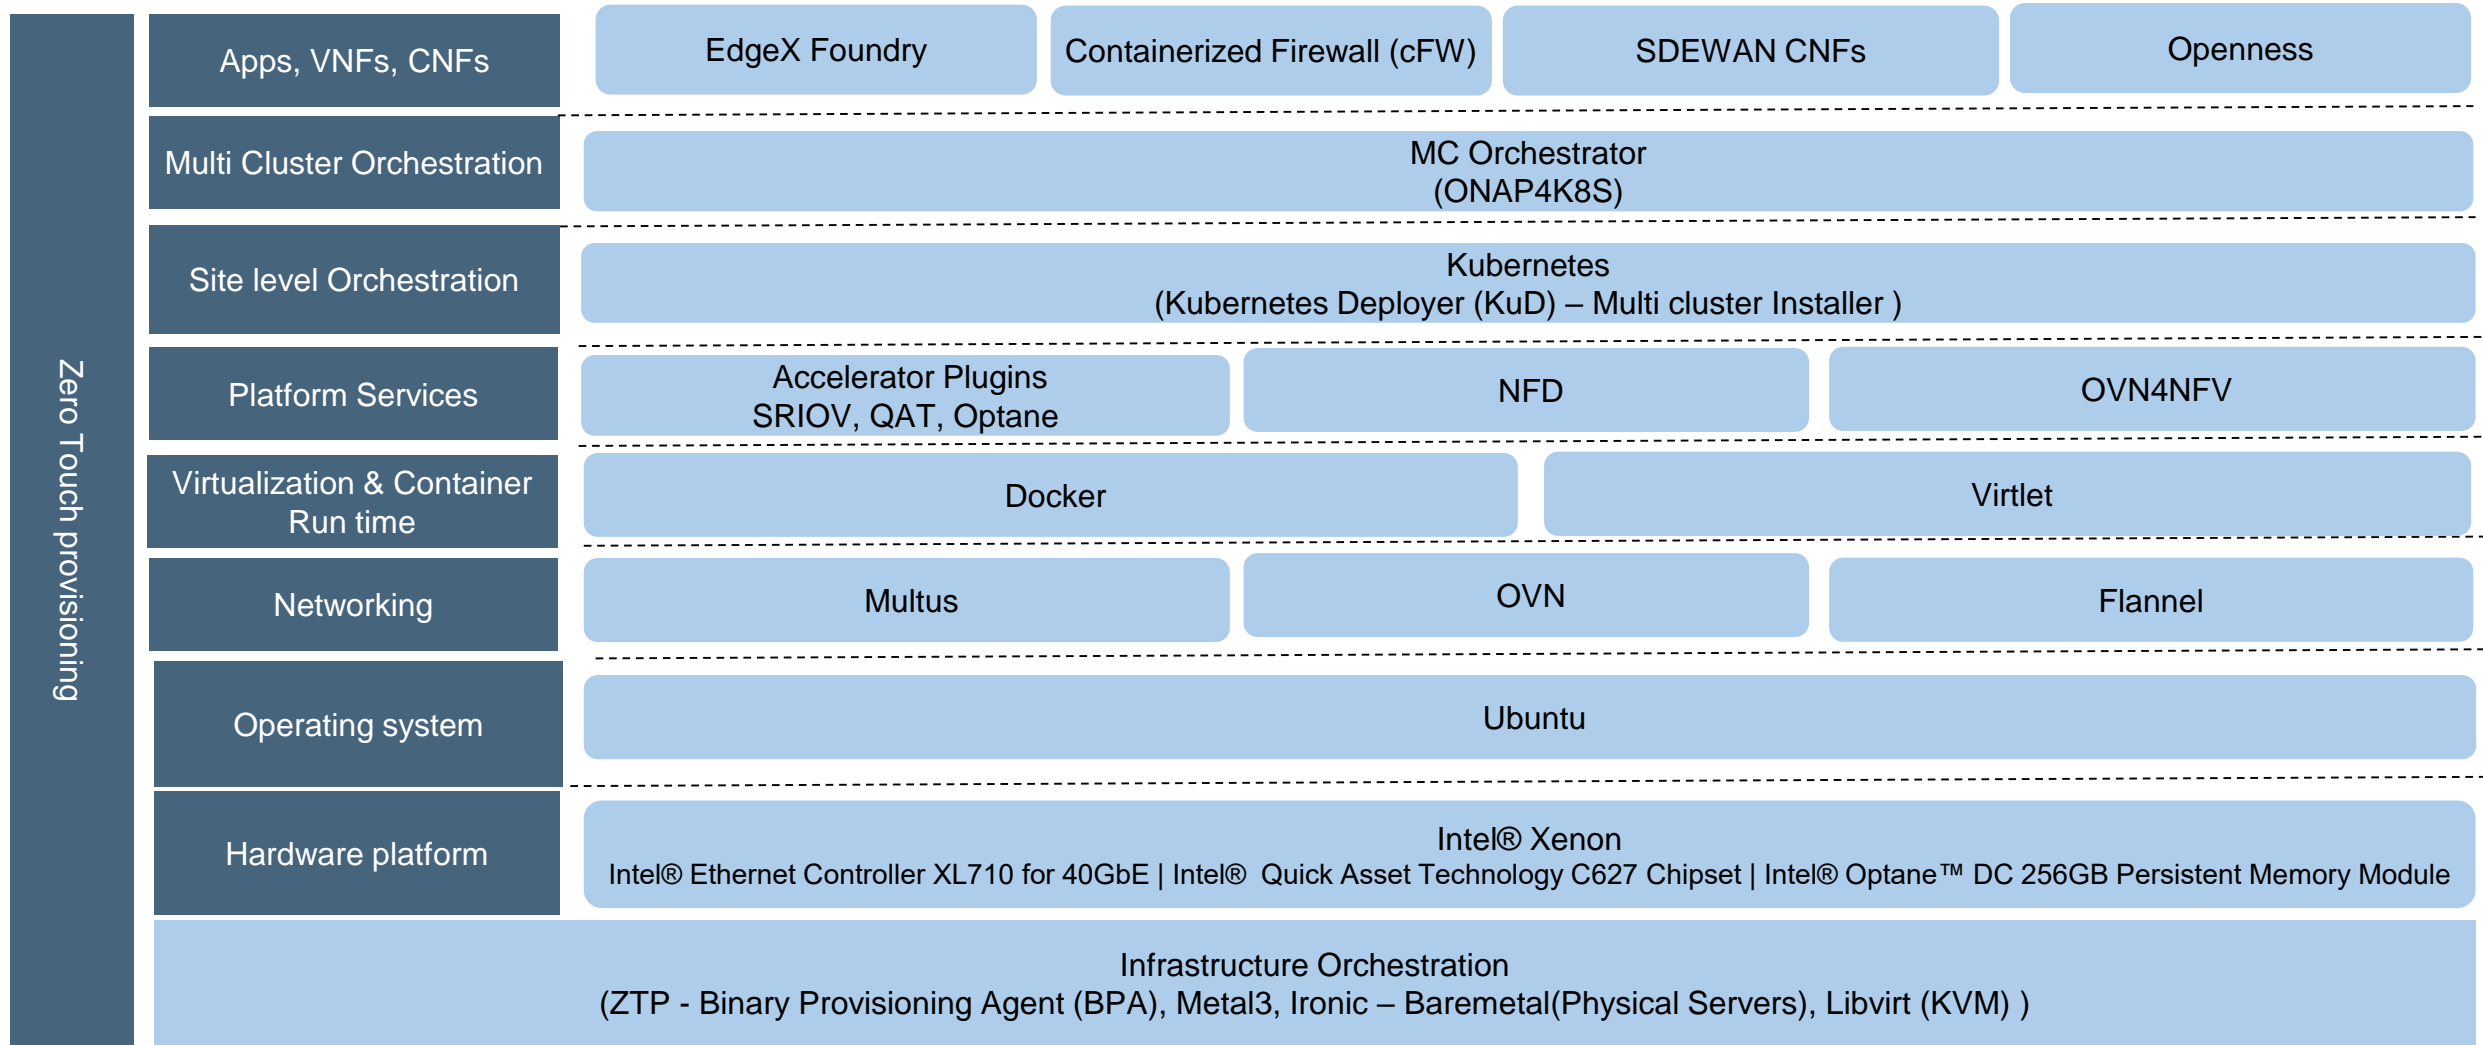 Zero Touch provisioning
Apps, VNFs, CNFs
EdgeX Foundry
Containerized Firewall (cFW)
SDEWAN CNFs
Openness
Multi Cluster Orchestration
MC Orchestrator
(ONAP4K8S)
Site level Orchestration
Kubernetes
(Kubernetes Deployer (KuD) – Multi cluster Installer )
Platform Services
Accelerator Plugins
SRIOV, QAT, Optane
NFD
OVN4NFV
Virtualization & Container
Run time
Docker
Virtlet
Networking
Multus
OVN
Flannel
Operating system
Ubuntu
Hardware platform
Intel® Xenon
Intel® Ethernet Controller XL710 for 40GbE | Intel®  Quick Asset Technology C627 Chipset | Intel® Optane™ DC 256GB Persistent Memory Module
Infrastructure Orchestration
(ZTP - Binary Provisioning Agent (BPA), Metal3, Ironic – Baremetal(Physical Servers), Libvirt (KVM) )